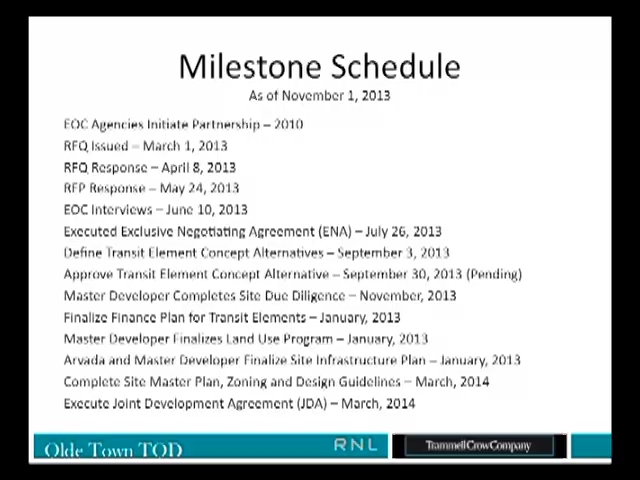 Milestone Schedule
As of November 1, 2013
EOC Agencies Initiate Partnership – 2010
RFQ Issued – March 1, 2013
RFQ Response – April 8, 2013
RFP Response – May 24, 2013
EOC Interviews – June 10, 2013
Executed Exclusive Negotiating Agreement (ENA) – July 26, 2013
Define Transit Element Concept Alternatives – September 3, 2013
Approve Transit Element Concept Alternative – September 30, 2013 (Pending)
Master Developer Completes Site Due Diligence – November, 2013
Finalize Finance Plan for Transit Elements – January, 2013
Master Developer Finalizes Land Use Program – January, 2013
Arvada and Master Developer Finalize Site Infrastructure Plan – January, 2013
Complete Site Master Plan, Zoning and Design Guidelines – March, 2014
Execute Joint Development Agreement (JDA) – March, 2014
Olde Town TOD RNL TrammellCrowCompany